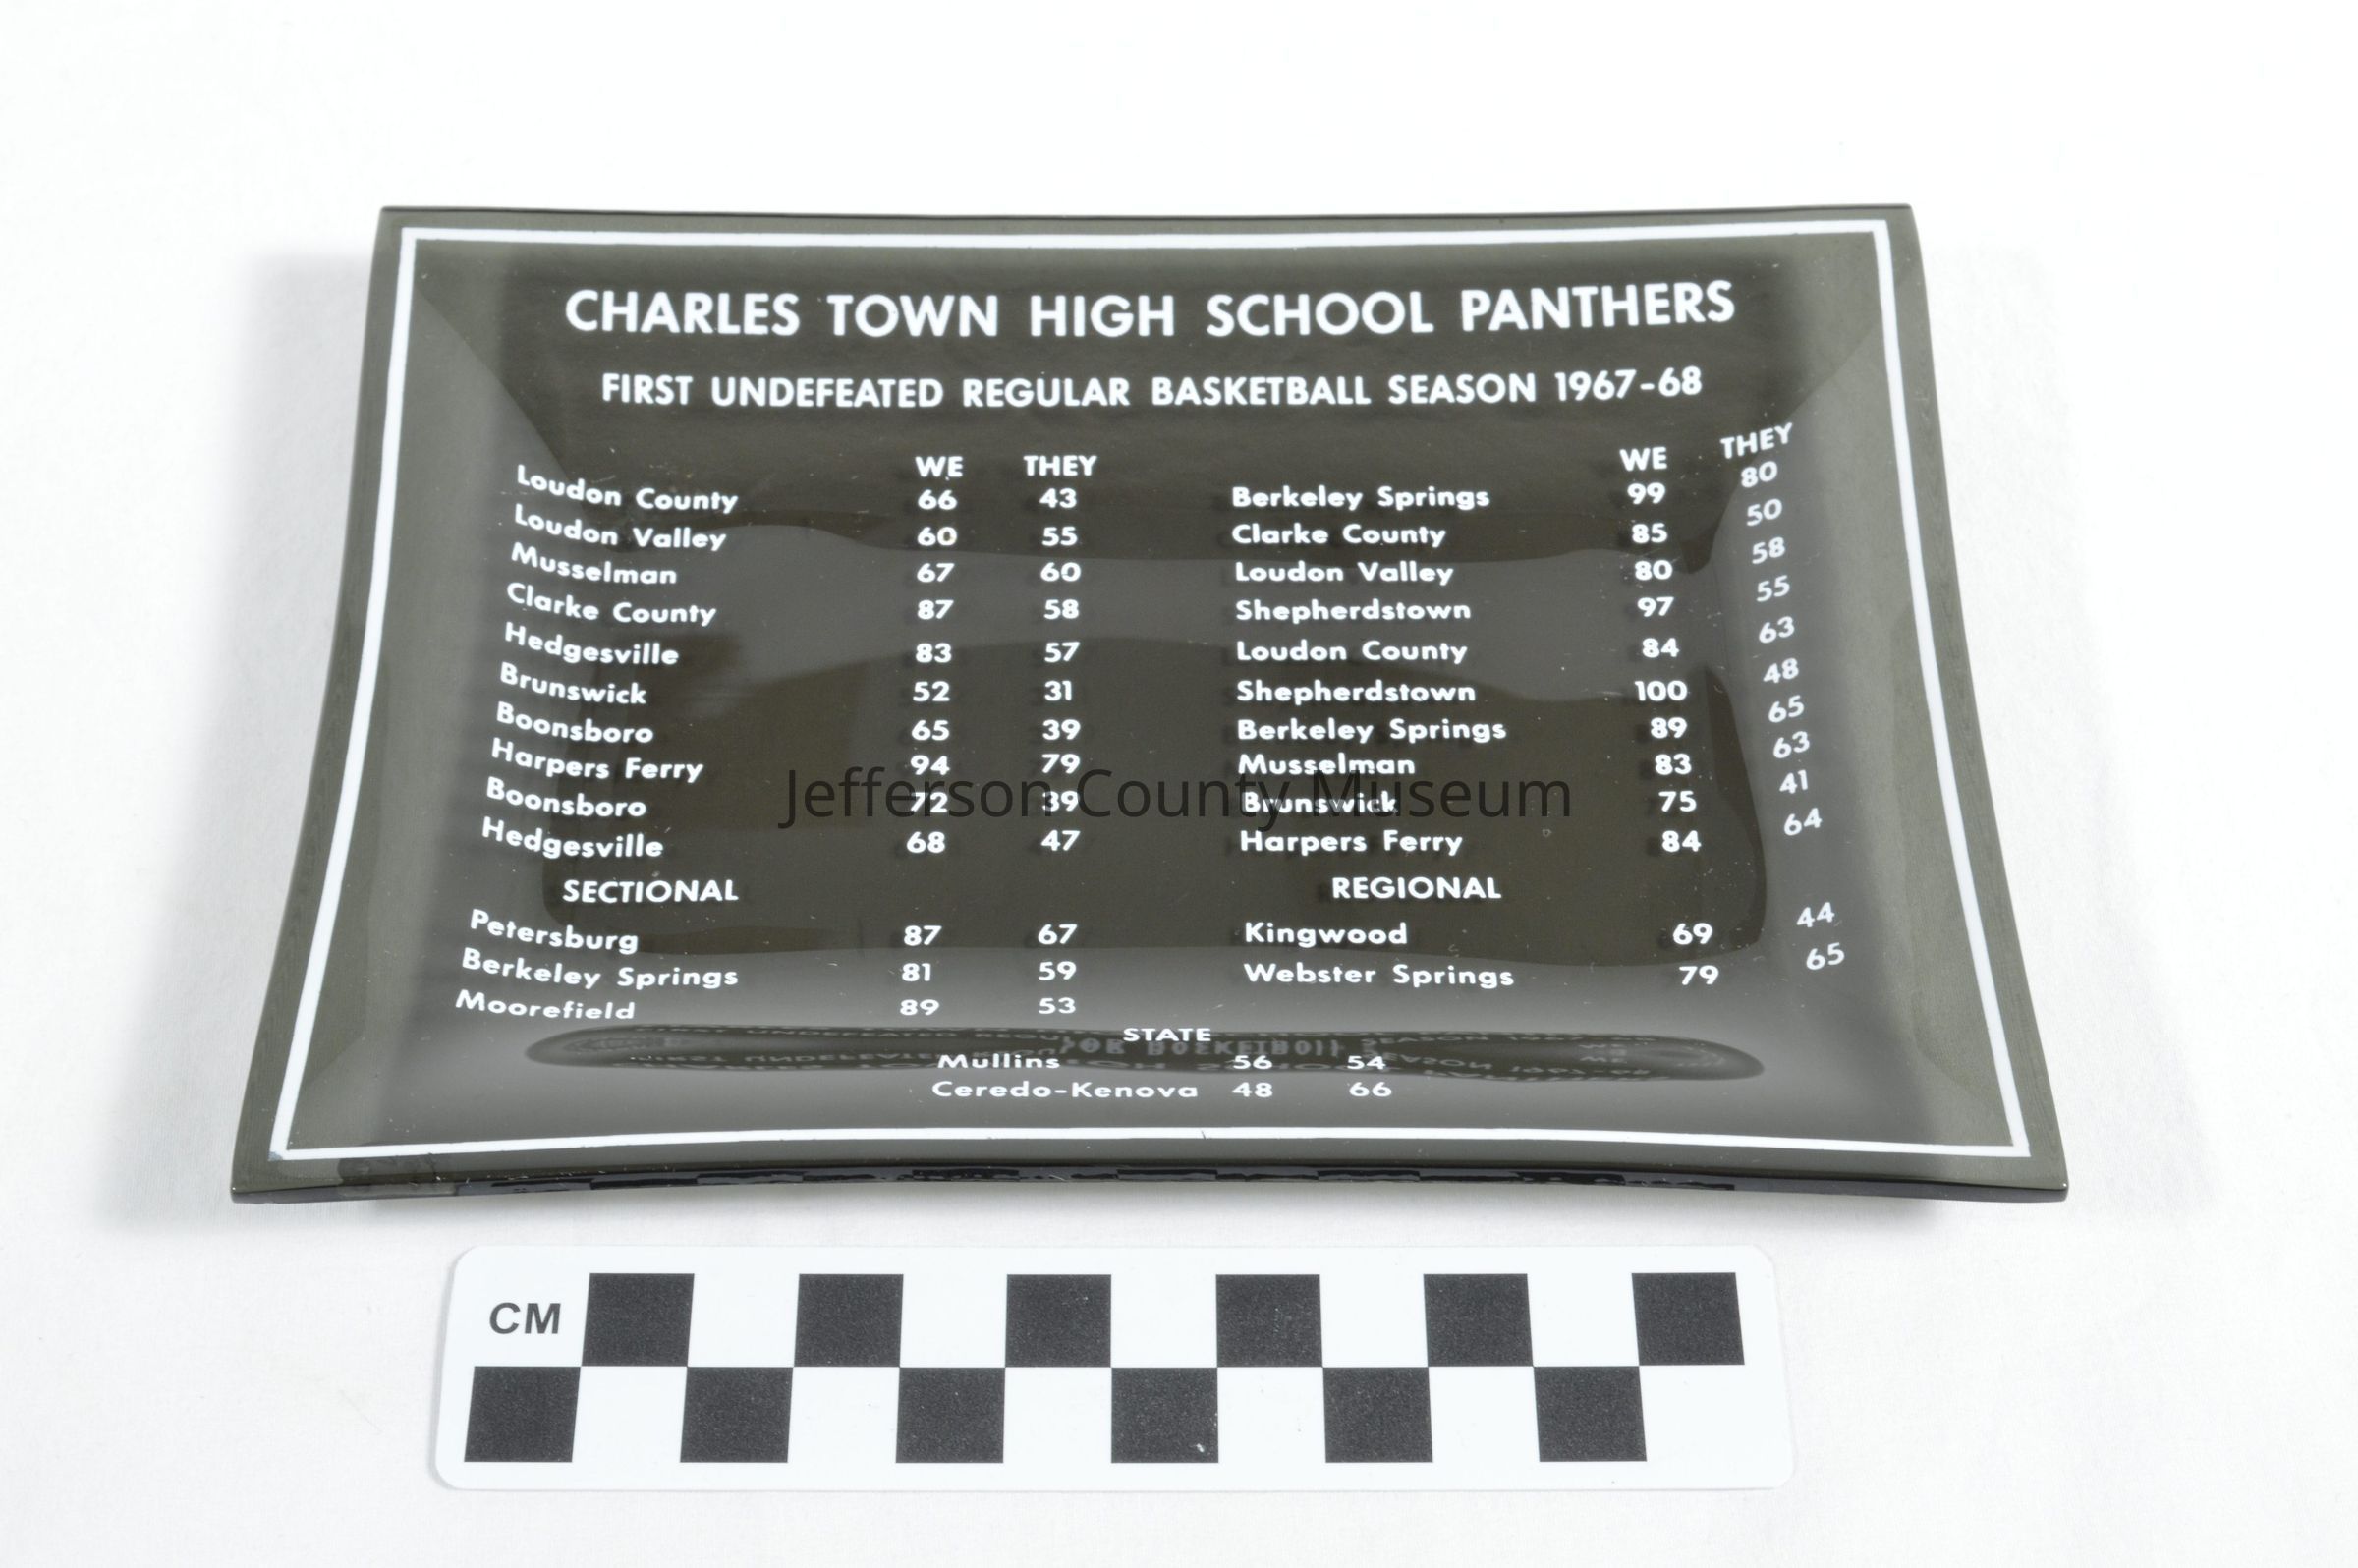 CHARLES TOWN HIGH SCHOOL PANTHERS
FIRST UNDEFEATED REGULAR BASKETBALL SEASON 1967-68
WE THEY
Loudon County 66 43
Loudon Valley 60 55
Musselman 67 60
Clarke County 87 58
Hedgesville 83 57
Brunswick 52 31
Boonsboro 65 39
Harpers Ferry 94 79
Boonsboro 72 39
Hedgesville 68 47
WE THEY
Berkeley Springs 99 80
Clarke County 85 50
Loudon Valley 80 58
Shepherdstown 97 55
Loudon County 84 63
Shepherdstown 100 48
Berkeley Springs 89 65
Musselman 83 63
Brunswick 75 41
Harpers Ferry 84 64
SECTIONAL
Petersburg 87 67
Berkeley Springs 81 59
Moorefield 89 53
REGIONAL
Kingwood 69 44
Webster Springs 79 65
STATE
Mullins 56 54
Ceredo-Kenova 48 66
Jefferson County Museum
CM